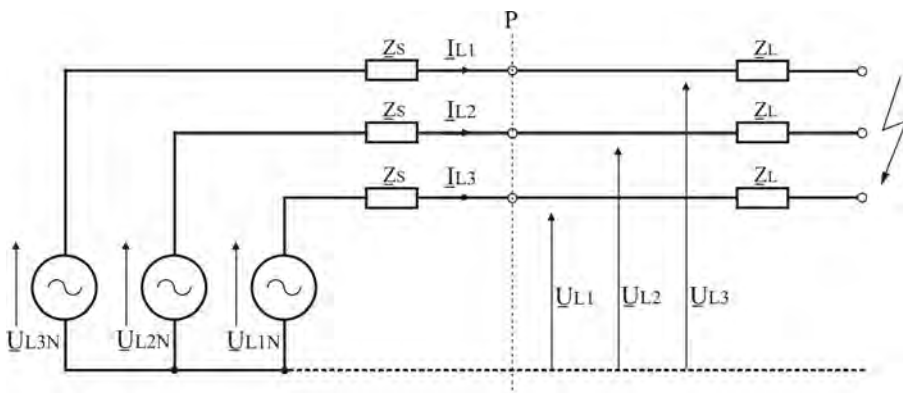 P
ZS IL1 ZL
ZS IL2 ZL
ZS IL3 ZL
UL3N UL2N UL1N UL1 UL2 UL3